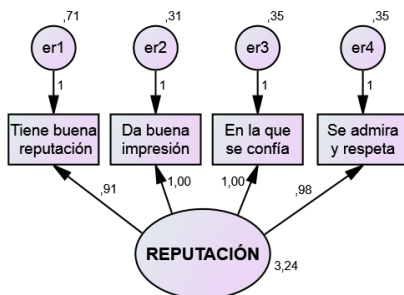 ,71
,31
,35
,35
er1
er2
er3
er4
1
1
1
1
Tiene buena
reputación
Da buena
impresión
En la que
se confía
Se admira
y respeta
,91
1,00
1,00
,98
REPUTACIÓN
3,24